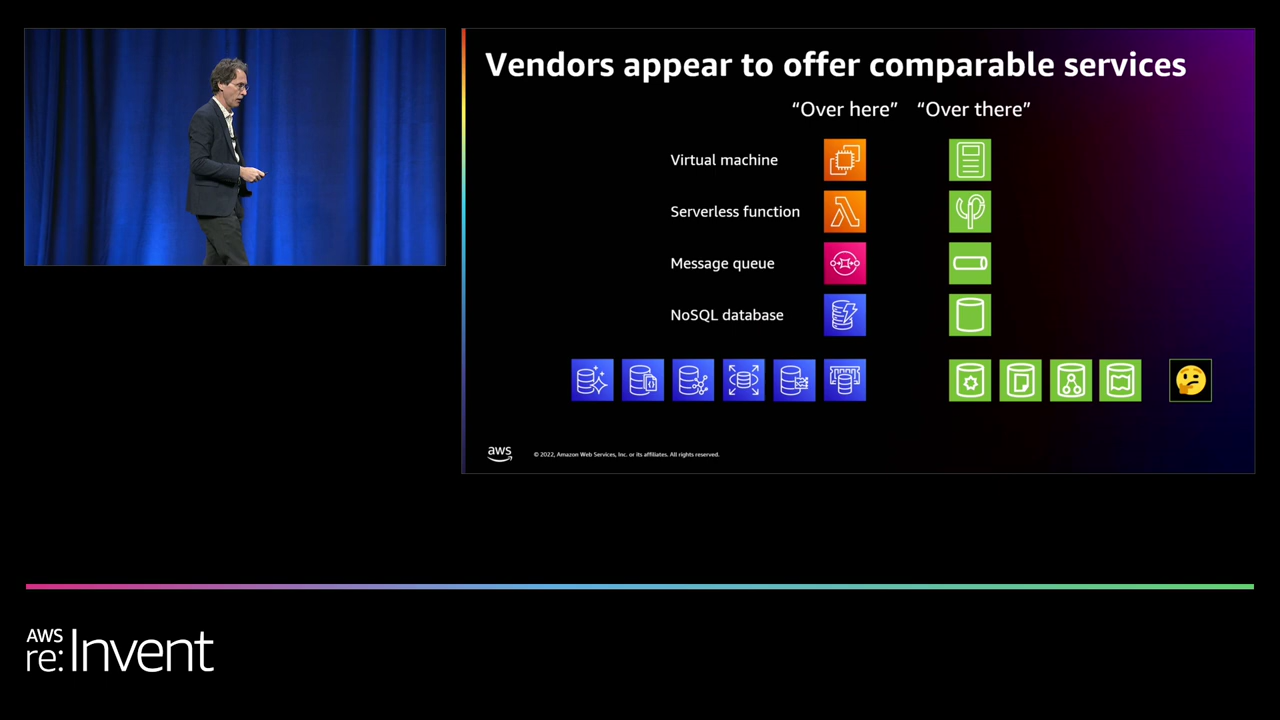 Vendors appear to offer comparable services
“Over here” “Over there”
Virtual machine
Serverless function
Message queue
NoSQL database
aws
© 2022, Amazon Web Services, Inc. or its affiliates. All rights reserved.
AWS
re:Invent